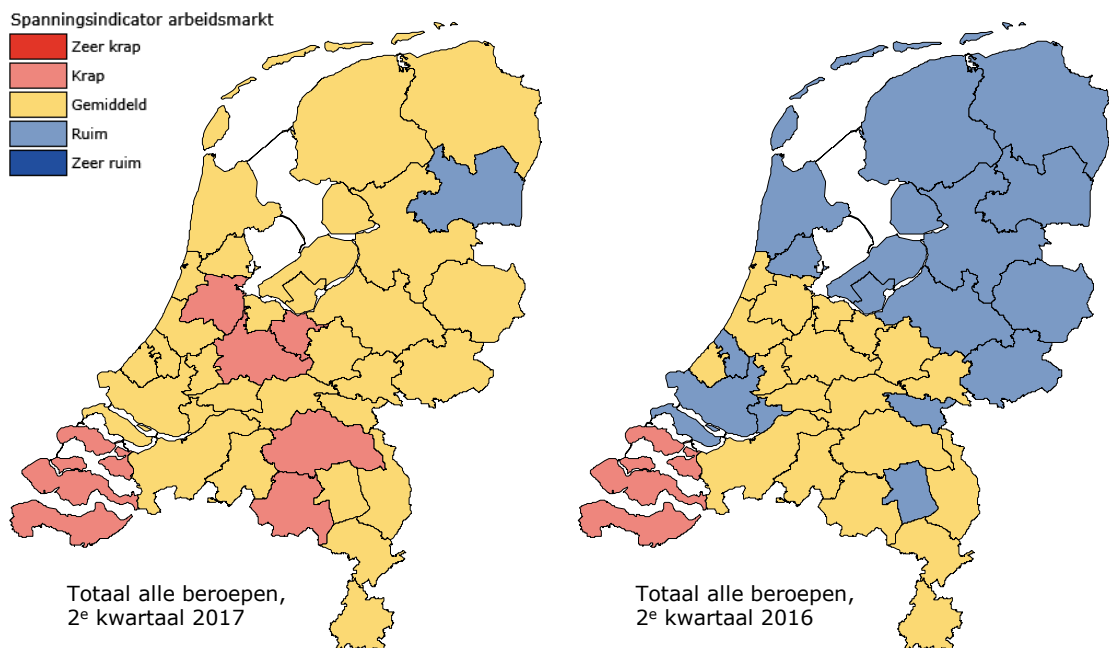 Spanningsindicator arbeidsmarkt
Zeer krap
Krap
Gemiddeld
Ruim
Zeer ruim
Totaal alle beroepen,
2e kwartaal 2017
Totaal alle beroepen,
2e kwartaal 2016